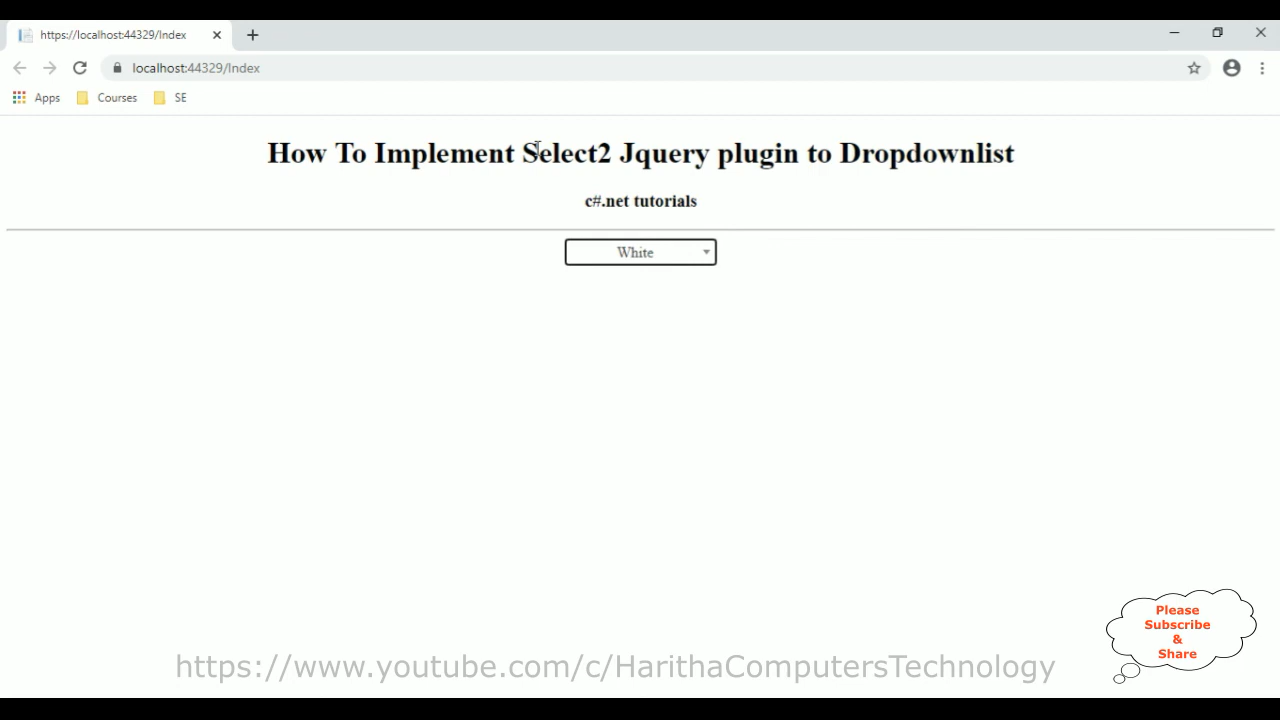 https://localhost:44329/Index
localhost:44329/Index
Apps Courses SE
How To Implement Select2 Jquery plugin to Dropdownlist
c#.net tutorials
White
Please
Subscribe
&
Share
https://www.youtube.com/c/HarithaComputersTechnology